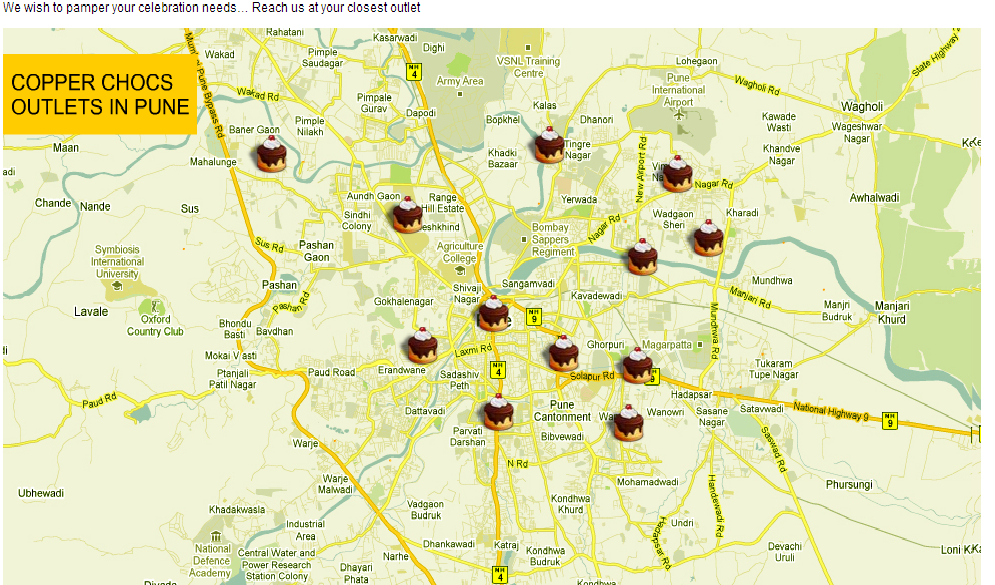 We wish to pamper your celebration needs... Reach us at your closest outlet
COPPER CHOCS
OUTLETS IN PUNE
Rahatani
Kasarwadi
Dighi
Wakad
Pimple
Saudagar
NH
4
Army Area
VSNL Training
Centre
Lohegaon
State Highway
Mumbai Pune Bypass Rd
Wakad Rd
Pimpale
Gurav
Dapodi
Pune
International
Airport
Wagholi Rd
Wagholi
Baner Gaon
Pimple
Nilakh
Bopkhel
Kalas
Dhanori
Kawade
Wasti
Wageshwar
Nagar
Maan
Mahalunge
Khadki
Bazaar
Tingre
Nagar
New Airport Rd
Khandve
Nagar
adi
Nagar Rd
Chande
Nande
Sus
Aundh Gaon
Range
Hill Estate
Yerwada
Awhalwadi
Sindhi
Colony
eshkhind
Bombay
Sappers
Regiment
Nagar Rd
Wadgaon
Sheri
Kharadi
Symbiosis
International
University
Sus Rd
Pashan
Gaon
Agriculture
College
Pashan
Pashan Rd
Shivaji
Nagar
Sangamvadi
Mundhwa
Lavale
Oxford
Country Club
Gokhalenagar
Kavadewadi
Manjari Rd
Manjri
Budruk
Manjari
Khurd
Bhondu
Basti
Bavdhan
NH
9
Mundhwa Rd
Mokai V asti
Laxmi Rd
Ghorpuri
Magarpatta
Ptanjali
Patil Nagar
Paud Road
Erandwane
Sadashiv
Peth
NH
4
Solapur Rd
9
Tukaram
Tupe Nagar
Paud Rd
Dattavadi
Pune
Cantonment
Wanowri
Hadapsar
Sasane
Nagar
Satavwadi
National Highway 9
NH
9
Warje
Parvati
Darshan
Bibvewadi
Saswad Rd
N Rd
Ubhewadi
Warje
Malwadi
Mohamadwadi
Handewadi Rd
Phursungi
Khadakwasla
Vadgaon
Budruk
Kondhwa
Khurd
Industrial
Area
Undri
Hadapsar Rd
National
Defence
Academy
Central Water and
Power Research
Station Colony
Dhankawadi
Katraj
Kondhwa
Budruk
Devachi
Uruli
Loni
Narhe
Dhayari
Phata
NH
4
Kondhwa